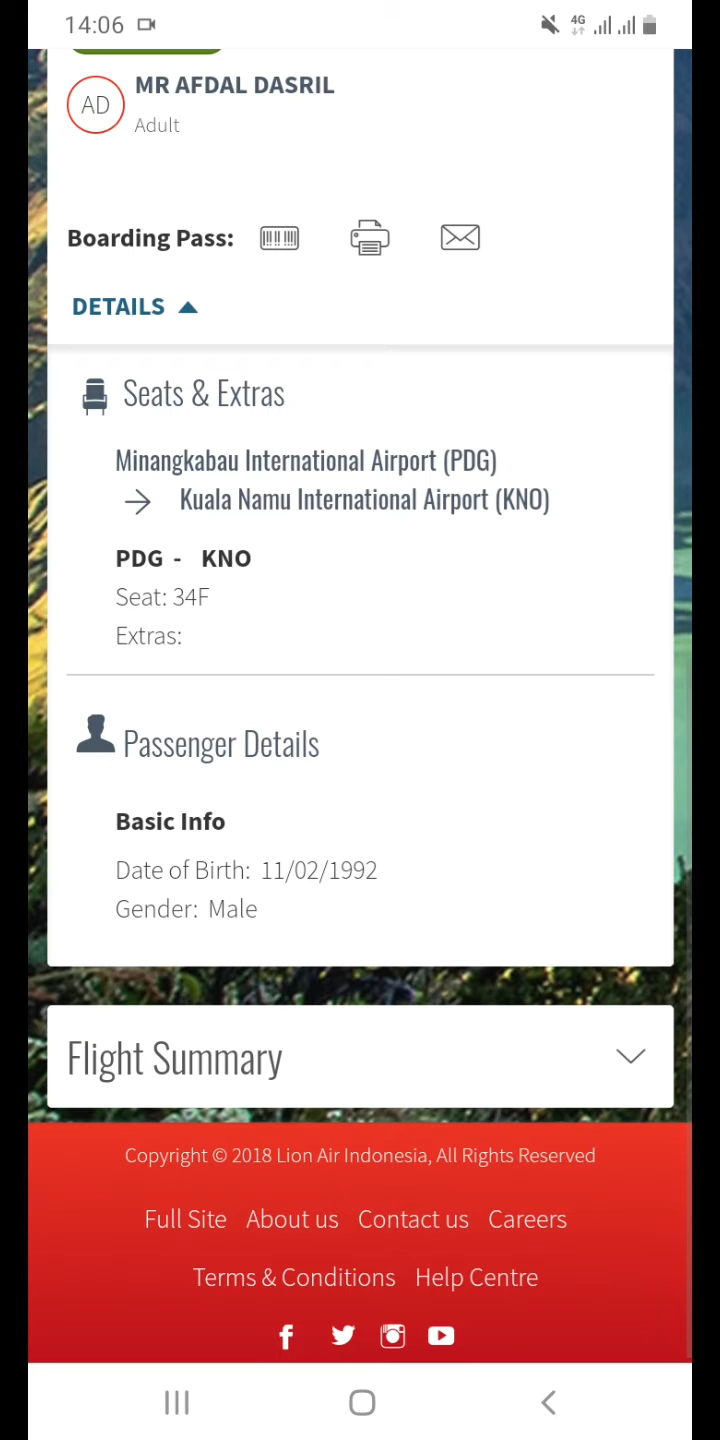 14:06
4G
MR AFDAL DASRIL
AD
Adult
Boarding Pass:
DETAILS
Seats & Extras
Minangkabau International Airport (PDG)
→ Kuala Namu International Airport (KNO)
PDG - KNO
Seat: 34F
Extras:
Passenger Details
Basic Info
Date of Birth: 11/02/1992
Gender: Male
Flight Summary
Copyright © 2018 Lion Air Indonesia, All Rights Reserved
Full Site About us Contact us Careers
Terms & Conditions Help Centre